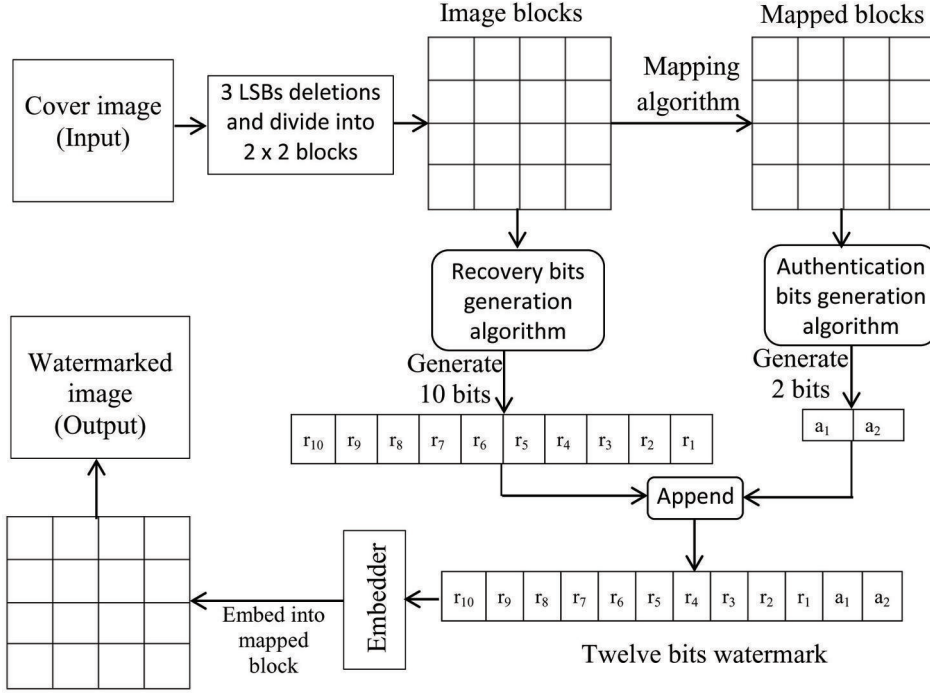 Image blocks
Mapped blocks
Cover image
(Input)
3 LSBs deletions
and divide into
2 x 2 blocks
Mapping
algorithm
Recovery bits
generation
algorithm
Authentication
bits generation
algorithm
Generate
10 bits
Generate
2 bits
Watermarked
image
(Output)
r10 r9 r8 r7 r6 r5 r4 r3 r2 r1
a1 a2
Append
Embedder
r10 r9 r8 r7 r6 r5 r4 r3 r2 r1 a1 a2
Embed into
mapped
block
Twelve bits watermark